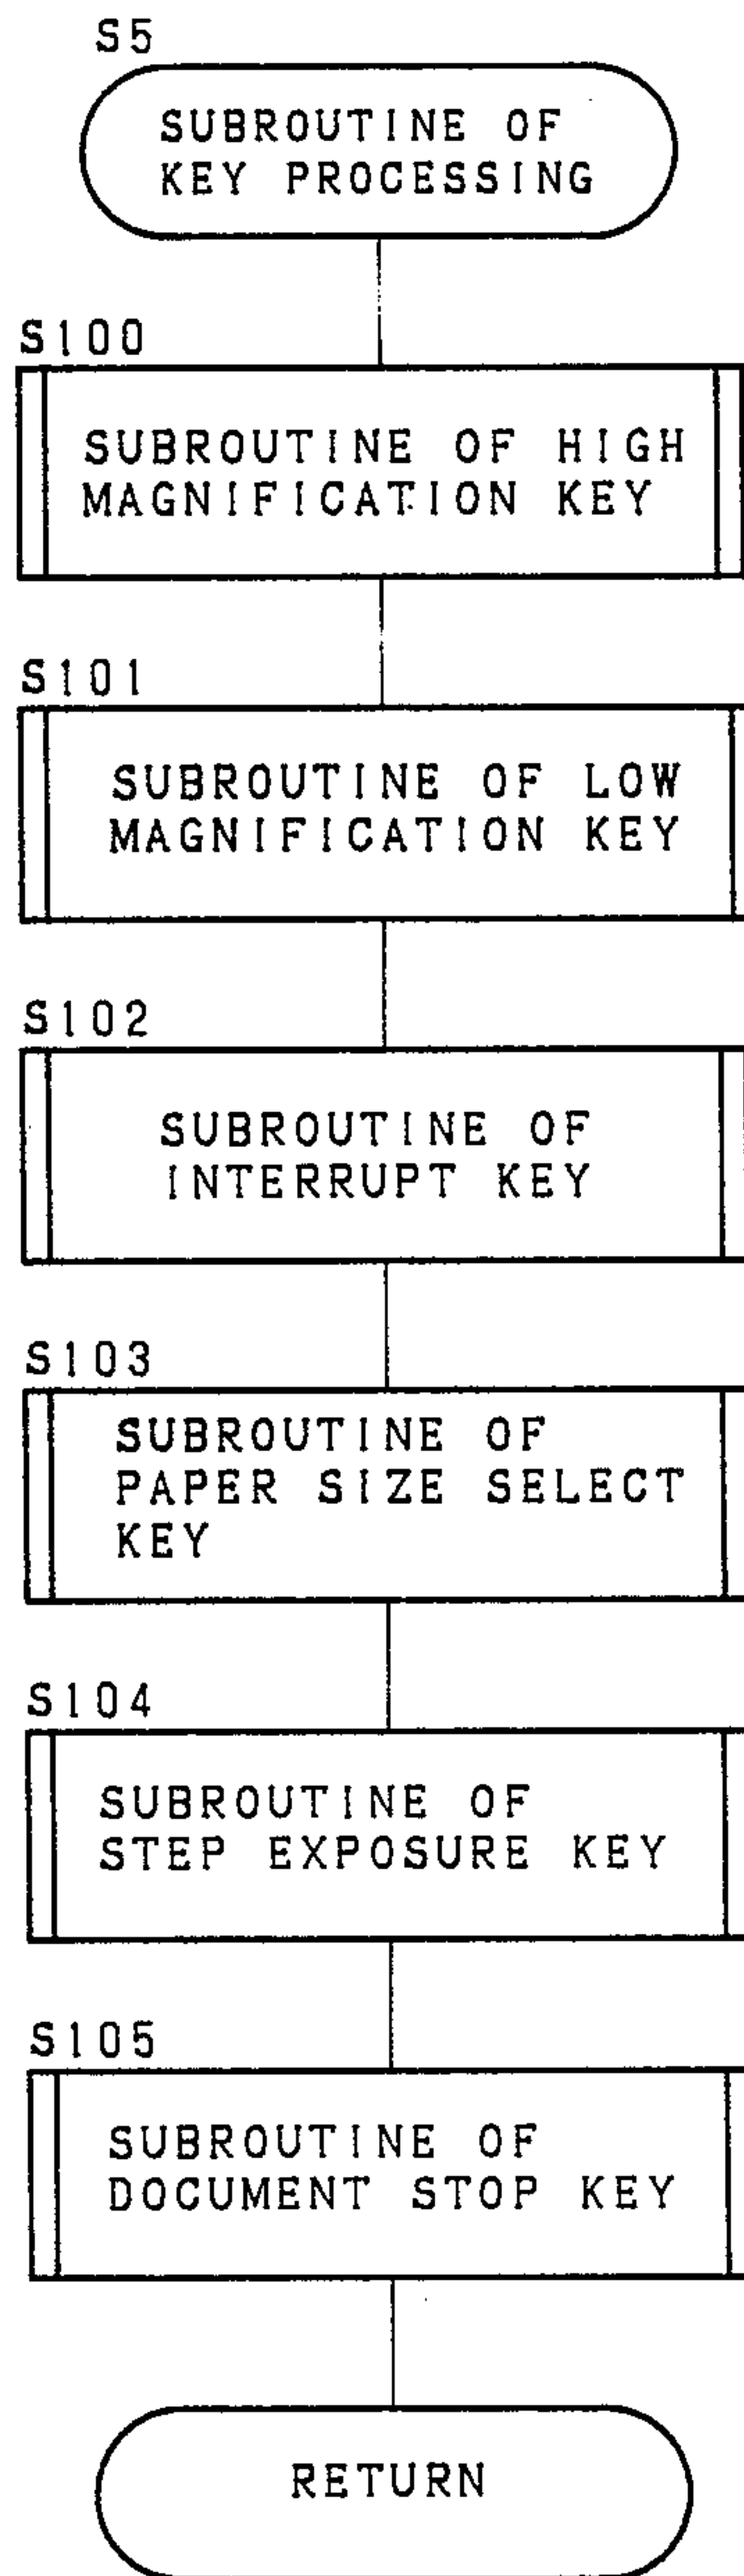 S5
SUBROUTINE OF
KEY PROCESSING
S100
SUBROUTINE OF HIGH
MAGNIFICATION KEY
S101
SUBROUTINE OF LOW
MAGNIFICATION KEY
S102
SUBROUTINE OF
INTERRUPT KEY
S103
SUBROUTINE OF
PAPER SIZE SELECT
KEY
S104
SUBROUTINE OF
STEP EXPOSURE KEY
S105
SUBROUTINE OF
DOCUMENT STOP KEY
RETURN